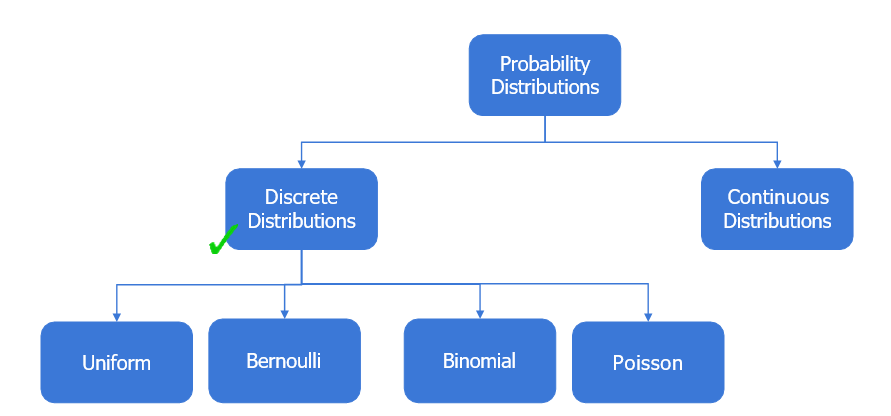 Probability
Distributions
Discrete
Distributions
Continuous
Distributions
Uniform
Bernoulli
Binomial
Poisson